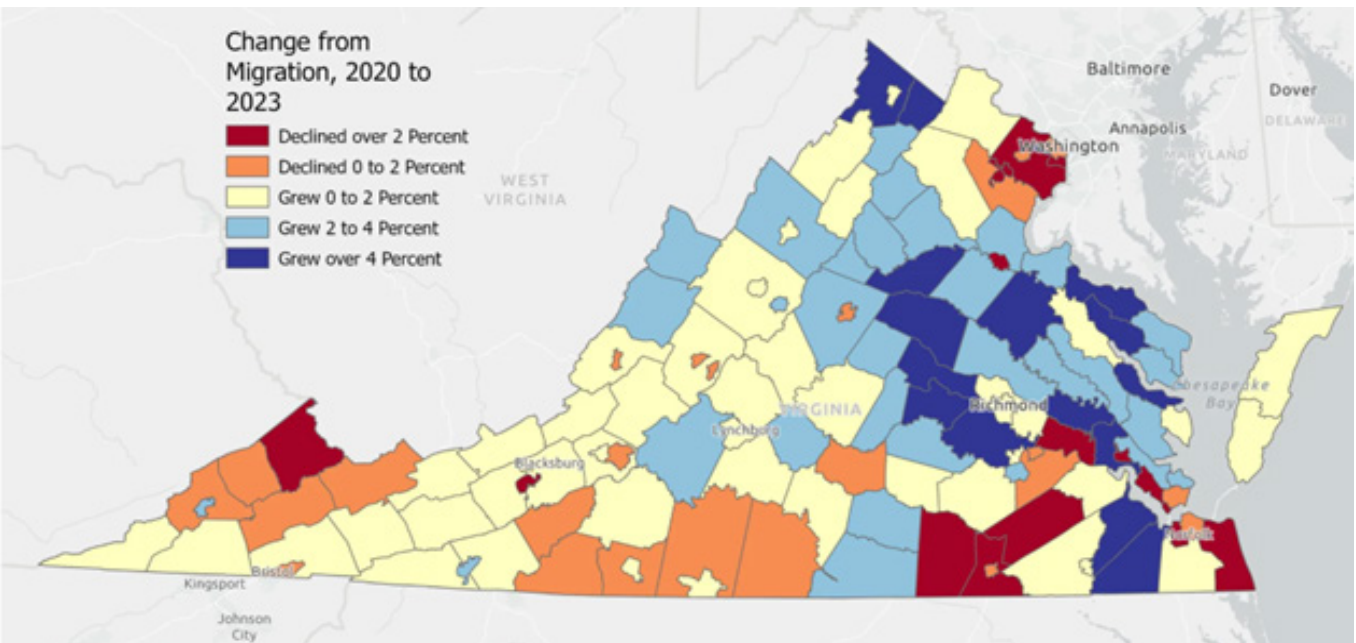 Change from
Migration, 2020 to
2023
Declined over 2 Percent
Declined 0 to 2 Percent
Grew 0 to 2 Percent
Grew 2 to 4 Percent
Grew over 4 Percent
Baltimore
Dover
DELAWARE
Annapolis
Washington
MARYLAND
WEST
VIRGINIA
Chesapeake
Bay
Richmond
VIRGINIA
Lynchburg
Blacksburg
Norfolk
Bristol
Kingsport
Johnson
City